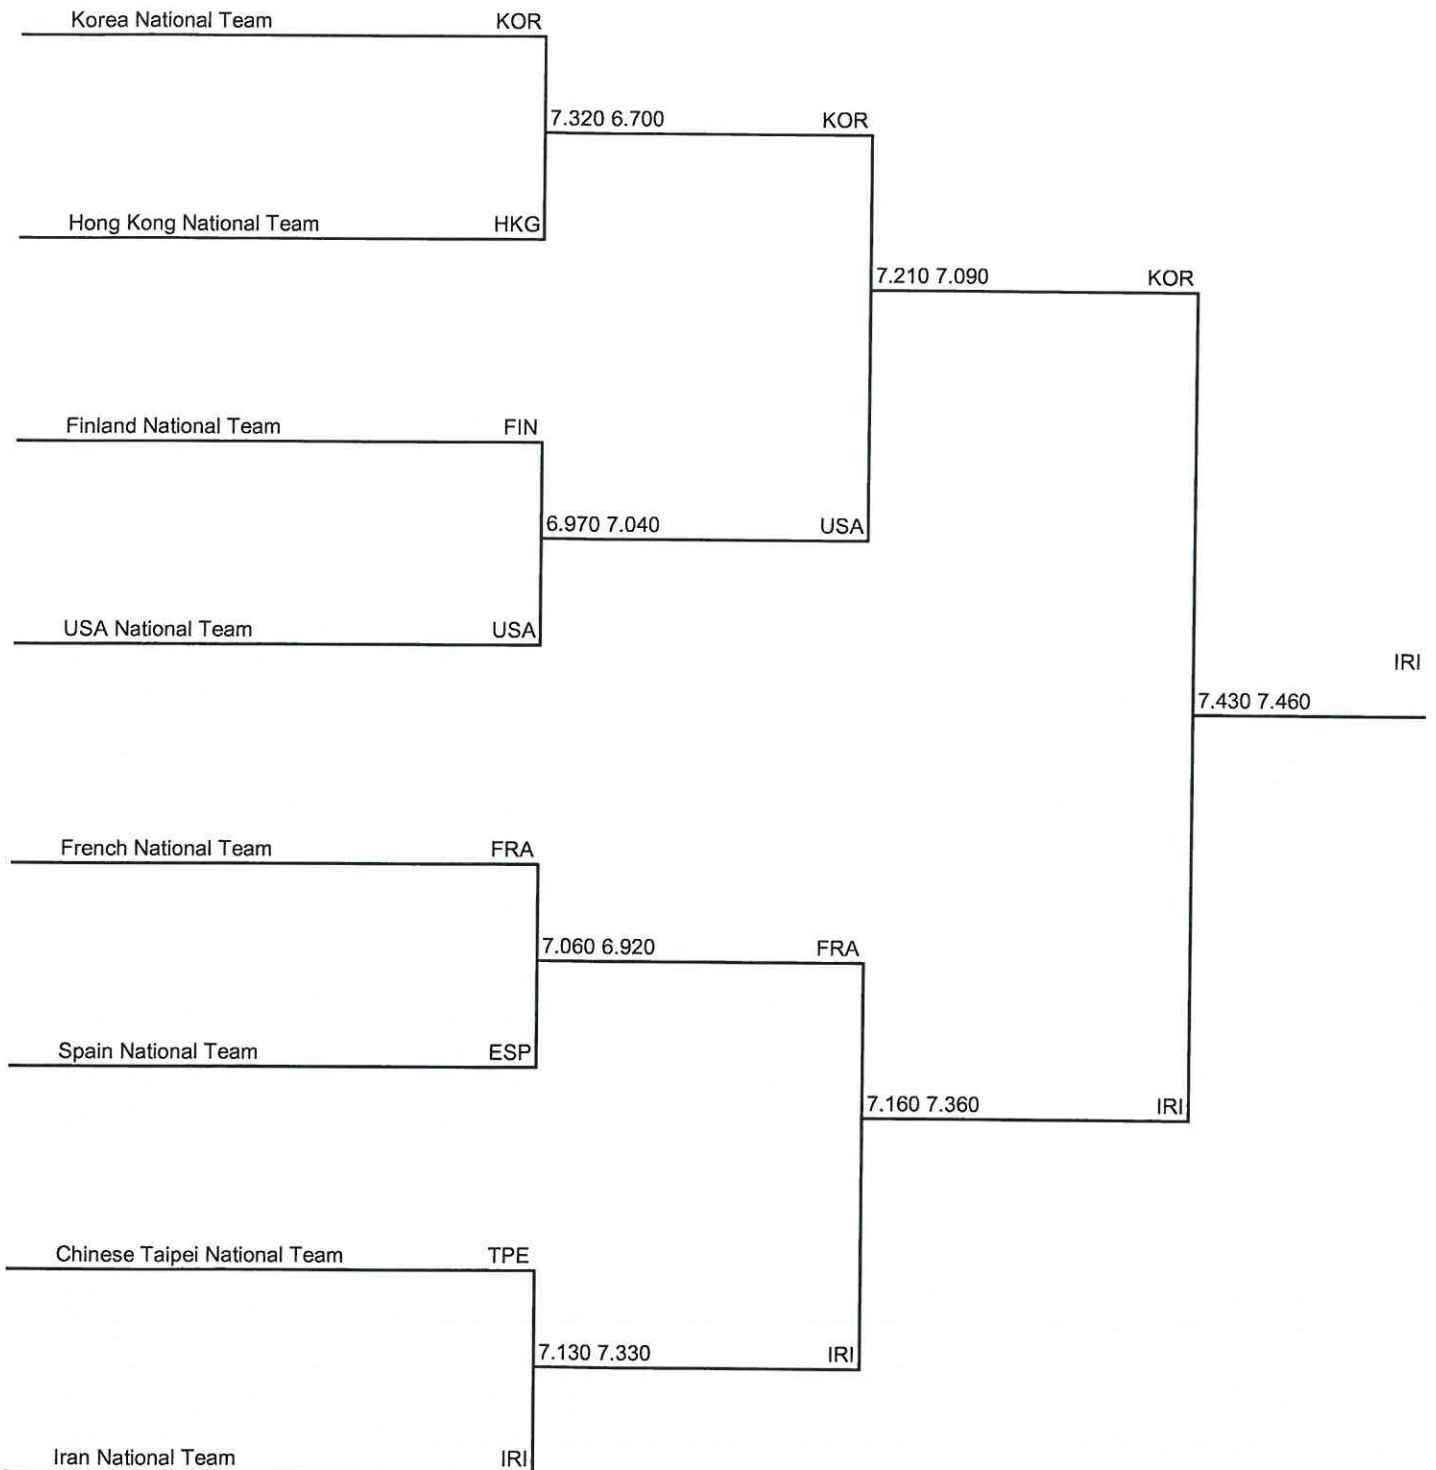 Korea National Team KOR
7.320 6.700 KOR
Hong Kong National Team HKG
7.210 7.090 KOR
Finland National Team FIN
6.970 7.040 USA
USA National Team USA
IRI
7.430 7.460
French National Team FRA
7.060 6.920 FRA
Spain National Team ESP
7.160 7.360 IRI
Chinese Taipei National Team TPE
7.130 7.330 IRI
Iran National Team IRI